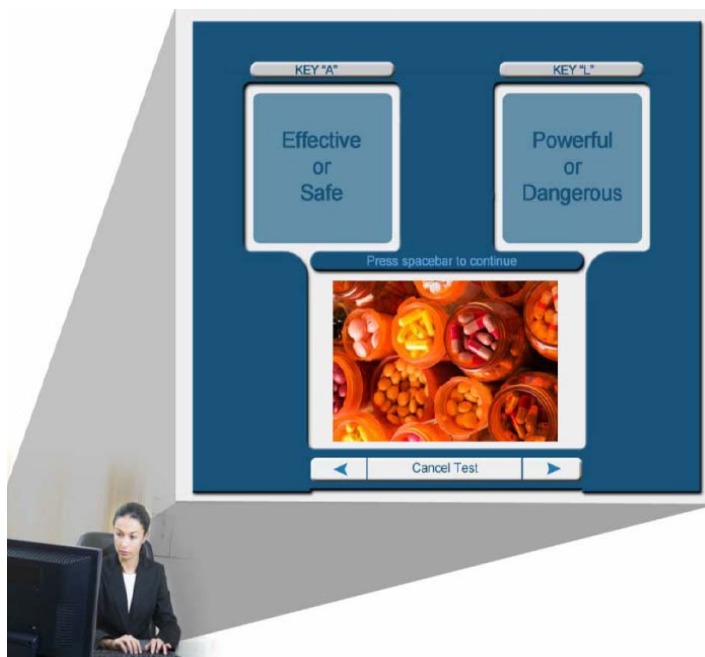 KEY "A"
KEY "L"
Effective
or
Safe
Powerful
or
Dangerous
Press spacebar to continue
Cancel Test